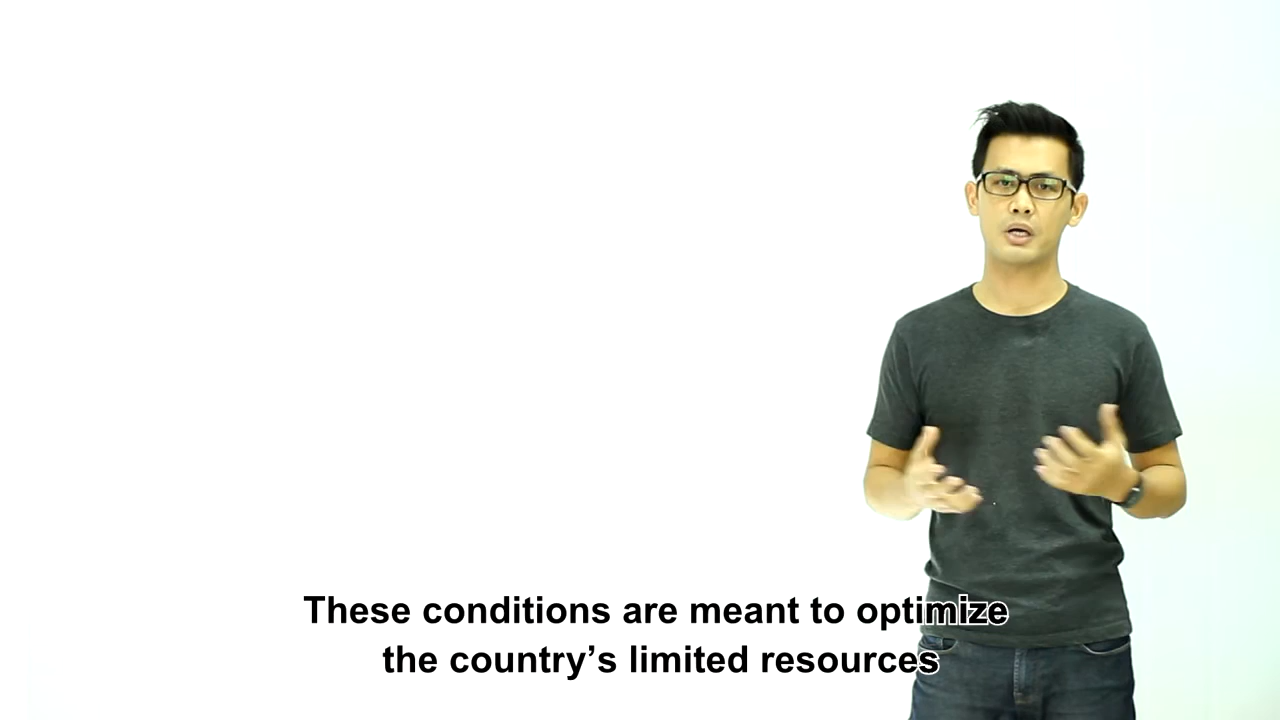 These conditions are meant to optimize
the country’s limited resources